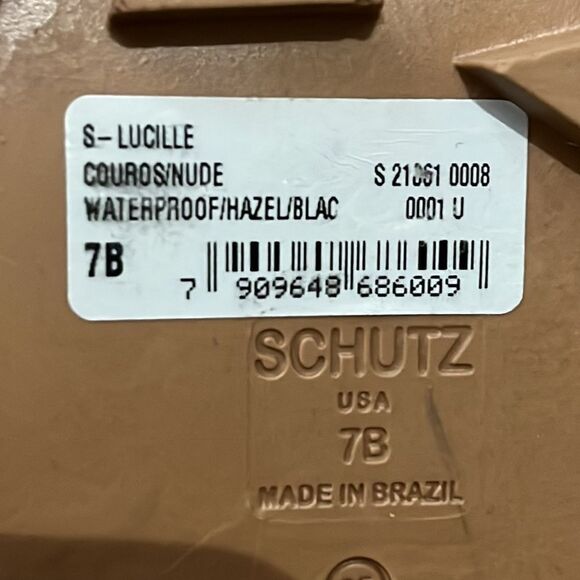 S-LUCILLE
COUROS/NUDE S 21061 0008
WATERPROOF/HAZEL/BLAC 0001 U
7B
7 909648 686009
SCHUTZ
USA
7B
MADE IN BRAZIL